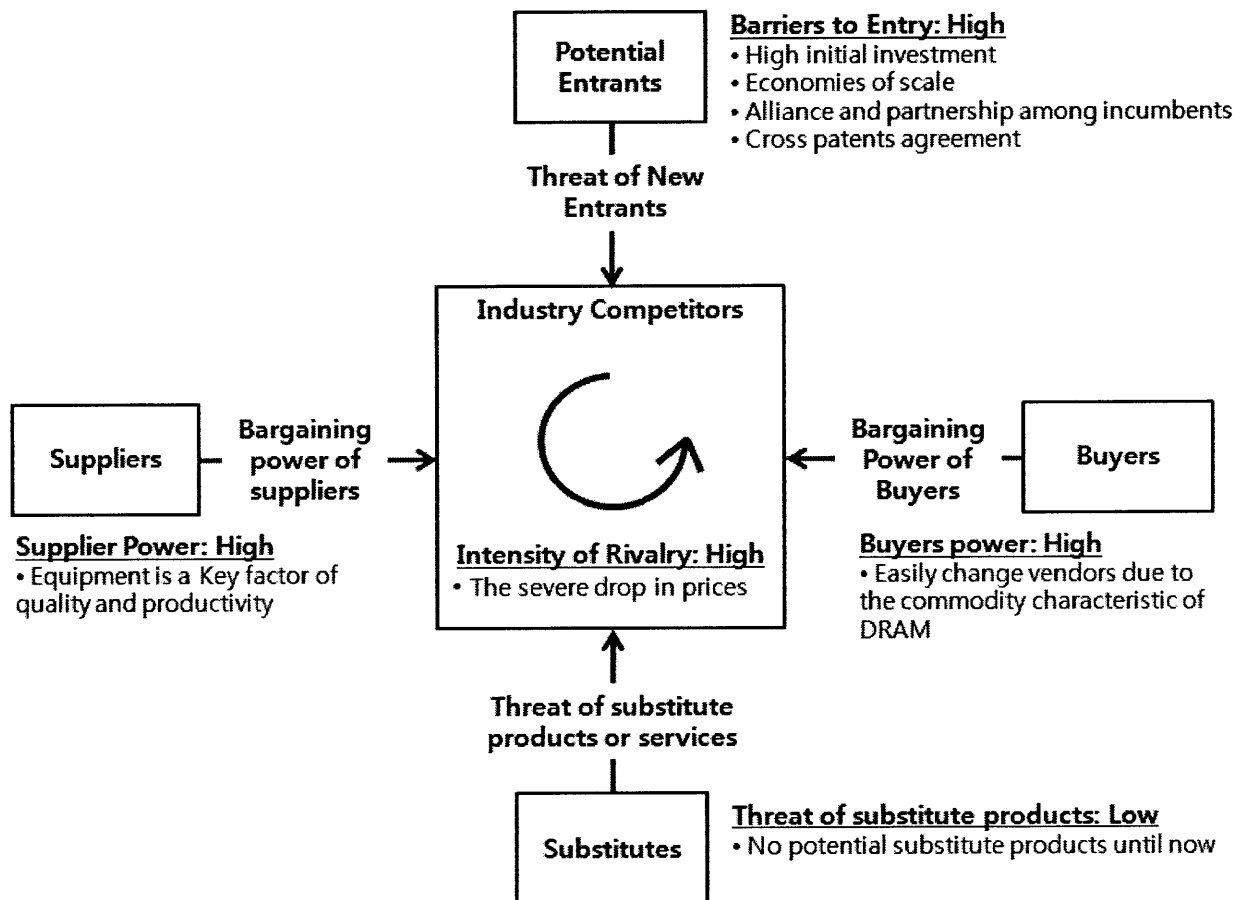 Potential
Entrants
Barriers to Entry: High
• High initial investment
• Economies of scale
• Alliance and partnership among incumbents
• Cross patents agreement
Threat of New
Entrants
Industry Competitors
Suppliers
Bargaining
power of
suppliers
Bargaining
Power of
Buyers
Buyers
Supplier Power: High
• Equipment is a Key factor of
quality and productivity
Intensity of Rivalry: High
• The severe drop in prices
Buyers power: High
• Easily change vendors due to
the commodity characteristic of
DRAM
Threat of substitute
products or services
Substitutes
Threat of substitute products: Low
• No potential substitute products until now